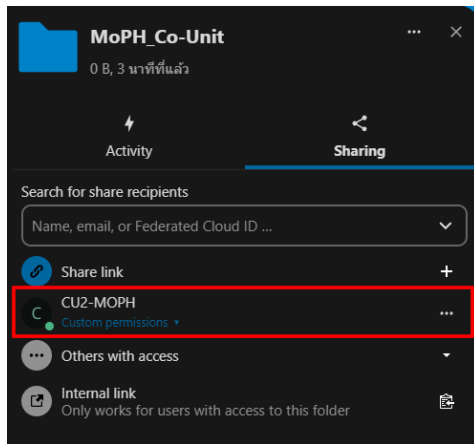 MoPH_Co-Unit
0 B, 3 นาทีที่แล้ว
Activity
Sharing
Search for share recipients
Name, email, or Federated Cloud ID ...
Share link
C
CU2-MOPH
Custom permissions
Others with access
Internal link
Only works for users with access to this folder